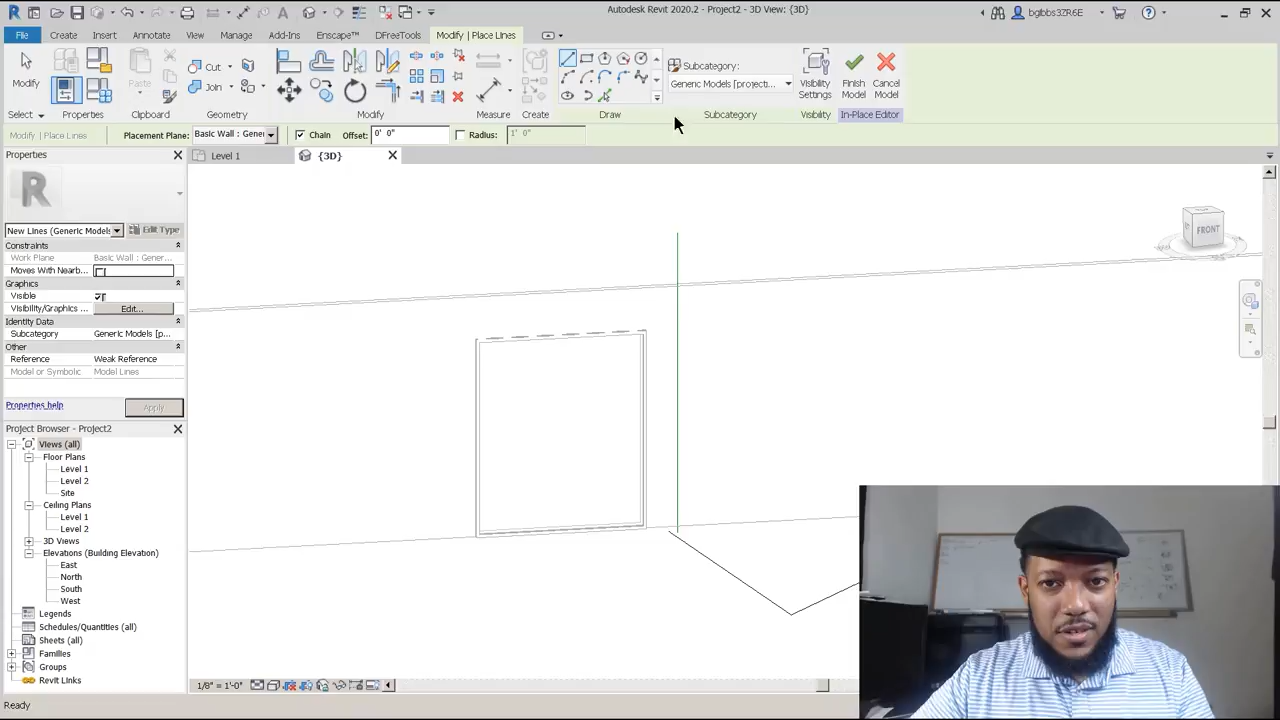 Autodesk Revit 2020.2 - Project2 - 3D View: {3D}
bgibbs3ZR6E
File Create Insert Annotate View Manage Add-Ins Enscape™ DFreeTools Modify | Place Lines
Modify
Paste
Cut
Join
Subcategory:
Generic Models [project
Visibility
Settings
Finish
Model
Cancel
Model
Select Properties Clipboard Geometry Modify Measure Create Draw Subcategory Visibility In-Place Editor
Modify | Place Lines Placement Plane: Basic Wall : Gener Chain Offset: 0' 0" Radius: 1' 0"
Properties
Level 1 {3D}
New Lines (Generic Models Edit Type
Constraints
Work Plane Basic Wall : Gener...
Moves With Nearb...
Graphics
Visible
Visibility/Graphics ... Edit...
Identity Data
Subcategory Generic Models [p...
Other
Reference Weak Reference
Model or Symbolic Model Lines
Properties help Apply
Project Browser - Project2
Views (all)
Floor Plans
Level 1
Level 2
Site
Ceiling Plans
Level 1
Level 2
3D Views
Elevations (Building Elevation)
East
North
South
West
Legends
Schedules/Quantities (all)
Sheets (all)
Families
Groups
Revit Links
FRONT
1/8" = 1'-0"
Ready